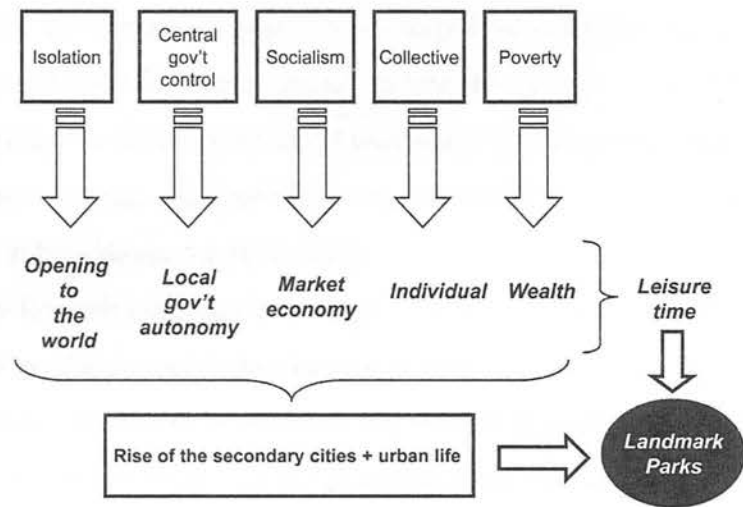 Isolation
Central
gov't
control
Socialism
Collective
Poverty
Opening
to
the
world
Local
gov't
autonomy
Market
economy
Individual
Wealth
Leisure
time
Rise of the secondary cities + urban life
Landmark
Parks